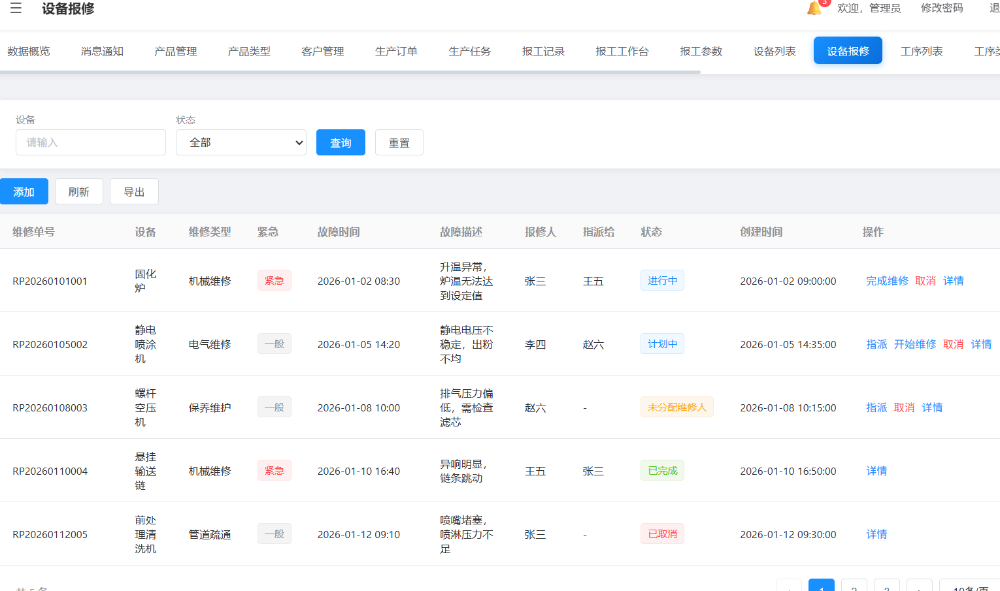 设备报修
3
欢迎，管理员 修改密码 退
数据概览 消息通知 产品管理 产品类型 客户管理 生产订单 生产任务 报工记录 报工工作台 报工参数 设备列表 设备报修 工序列表 工序类
设备 状态
请输入 全部 查询 重置
添加 刷新 导出
维修单号 设备 维修类型 紧急 故障时间 故障描述 报修人 指派给 状态 创建时间 操作
RP20260101001 固化炉 机械维修 紧急 2026-01-02 08:30 升温异常，炉温无法达到设定值 张三 王五 进行中 2026-01-02 09:00:00 完成维修 取消 详情
RP20260105002 静电喷涂机 电气维修 一般 2026-01-05 14:20 静电电压不稳定，出粉不均 李四 赵六 计划中 2026-01-05 14:35:00 指派 开始维修 取消 详情
RP20260108003 螺杆空压机 保养维护 一般 2026-01-08 10:00 排气压力偏低，需检查滤芯 赵六 - 未分配维修人 2026-01-08 10:15:00 指派 取消 详情
RP20260110004 悬挂输送链 机械维修 紧急 2026-01-10 16:40 异响明显，链条跳动 王五 张三 已完成 2026-01-10 16:50:00 详情
RP20260112005 前处理清洗机 管道疏通 一般 2026-01-12 09:10 喷嘴堵塞，喷淋压力不足 张三 - 已取消 2026-01-12 09:30:00 详情
共 5 条 1 2 3 10条/页